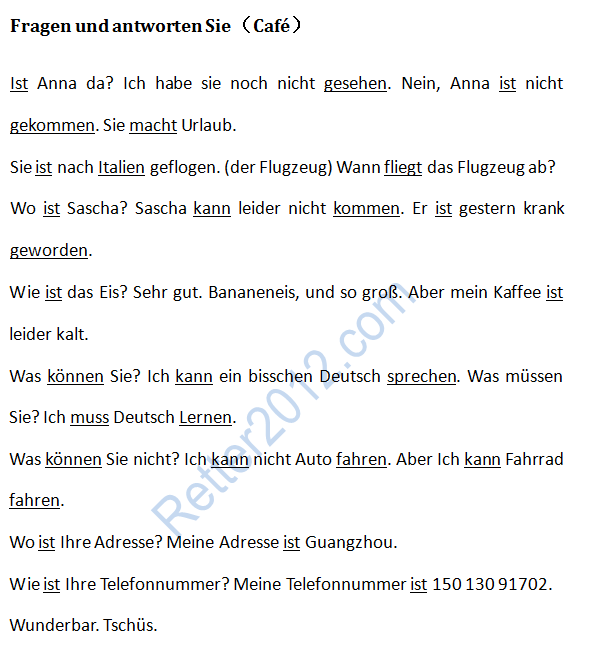 Fragen und antworten Sie（Café）
Ist Anna da? Ich habe sie noch nicht gesehen. Nein, Anna ist nicht
gekommen. Sie macht Urlaub.
Sie ist nach Italien geflogen. (der Flugzeug) Wann fliegt das Flugzeug ab?
Wo ist Sascha? Sascha kann leider nicht kommen. Er ist gestern krank
geworden.
Wie ist das Eis? Sehr gut. Bananeneis, und so groß. Aber mein Kaffee ist
leider kalt.
Was können Sie? Ich kann ein bisschen Deutsch sprechen. Was müssen
Sie? Ich muss Deutsch Lernen.
Was können Sie nicht? Ich kann nicht Auto fahren. Aber Ich kann Fahrrad
fahren.
Wo ist Ihre Adresse? Meine Adresse ist Guangzhou.
Wie ist Ihre Telefonnummer? Meine Telefonnummer ist 150 130 91702.
Wunderbar. Tschüs.
Retter2012.com